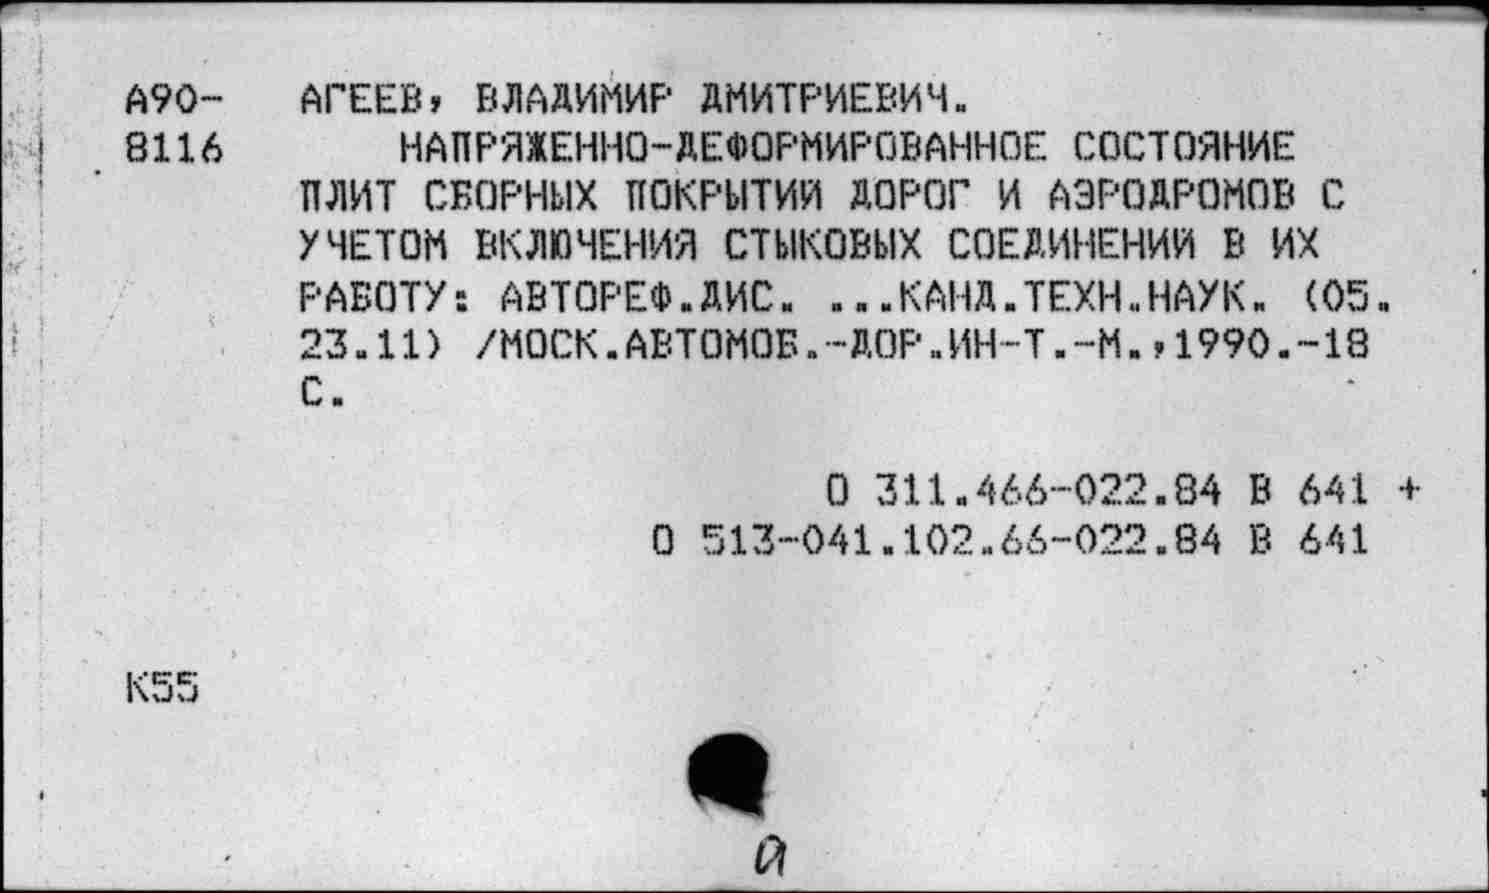 А90- АГЕЕВ, ВЛАДИМИР ДМИТРИЕВИЧ.
8116 НАПРЯЖЕННО-ДЕФОРМИРОВАННОЕ СОСТОЯНИЕ
ПЛИТ СБОРНЫХ ПОКРЫТИИ ДОРОГ И АЭРОДРОМОВ С
УЧЕТОМ ВКЛЮЧЕНИЯ СТЫКОВЫХ СОЕДИНЕНИИ В ИХ
РАБОТУ: АВТОРЕФ.ДИС. ...КАНД.ТЕХН.НАУК. (05.
23.11) /МОСК.АВТОМОБ.-ДОР.ИН-Т.-М.,1990.-18
С.
О 311.466-022.84 В 641 +
О 513-041.102.66-022.84 В 641
К55
а